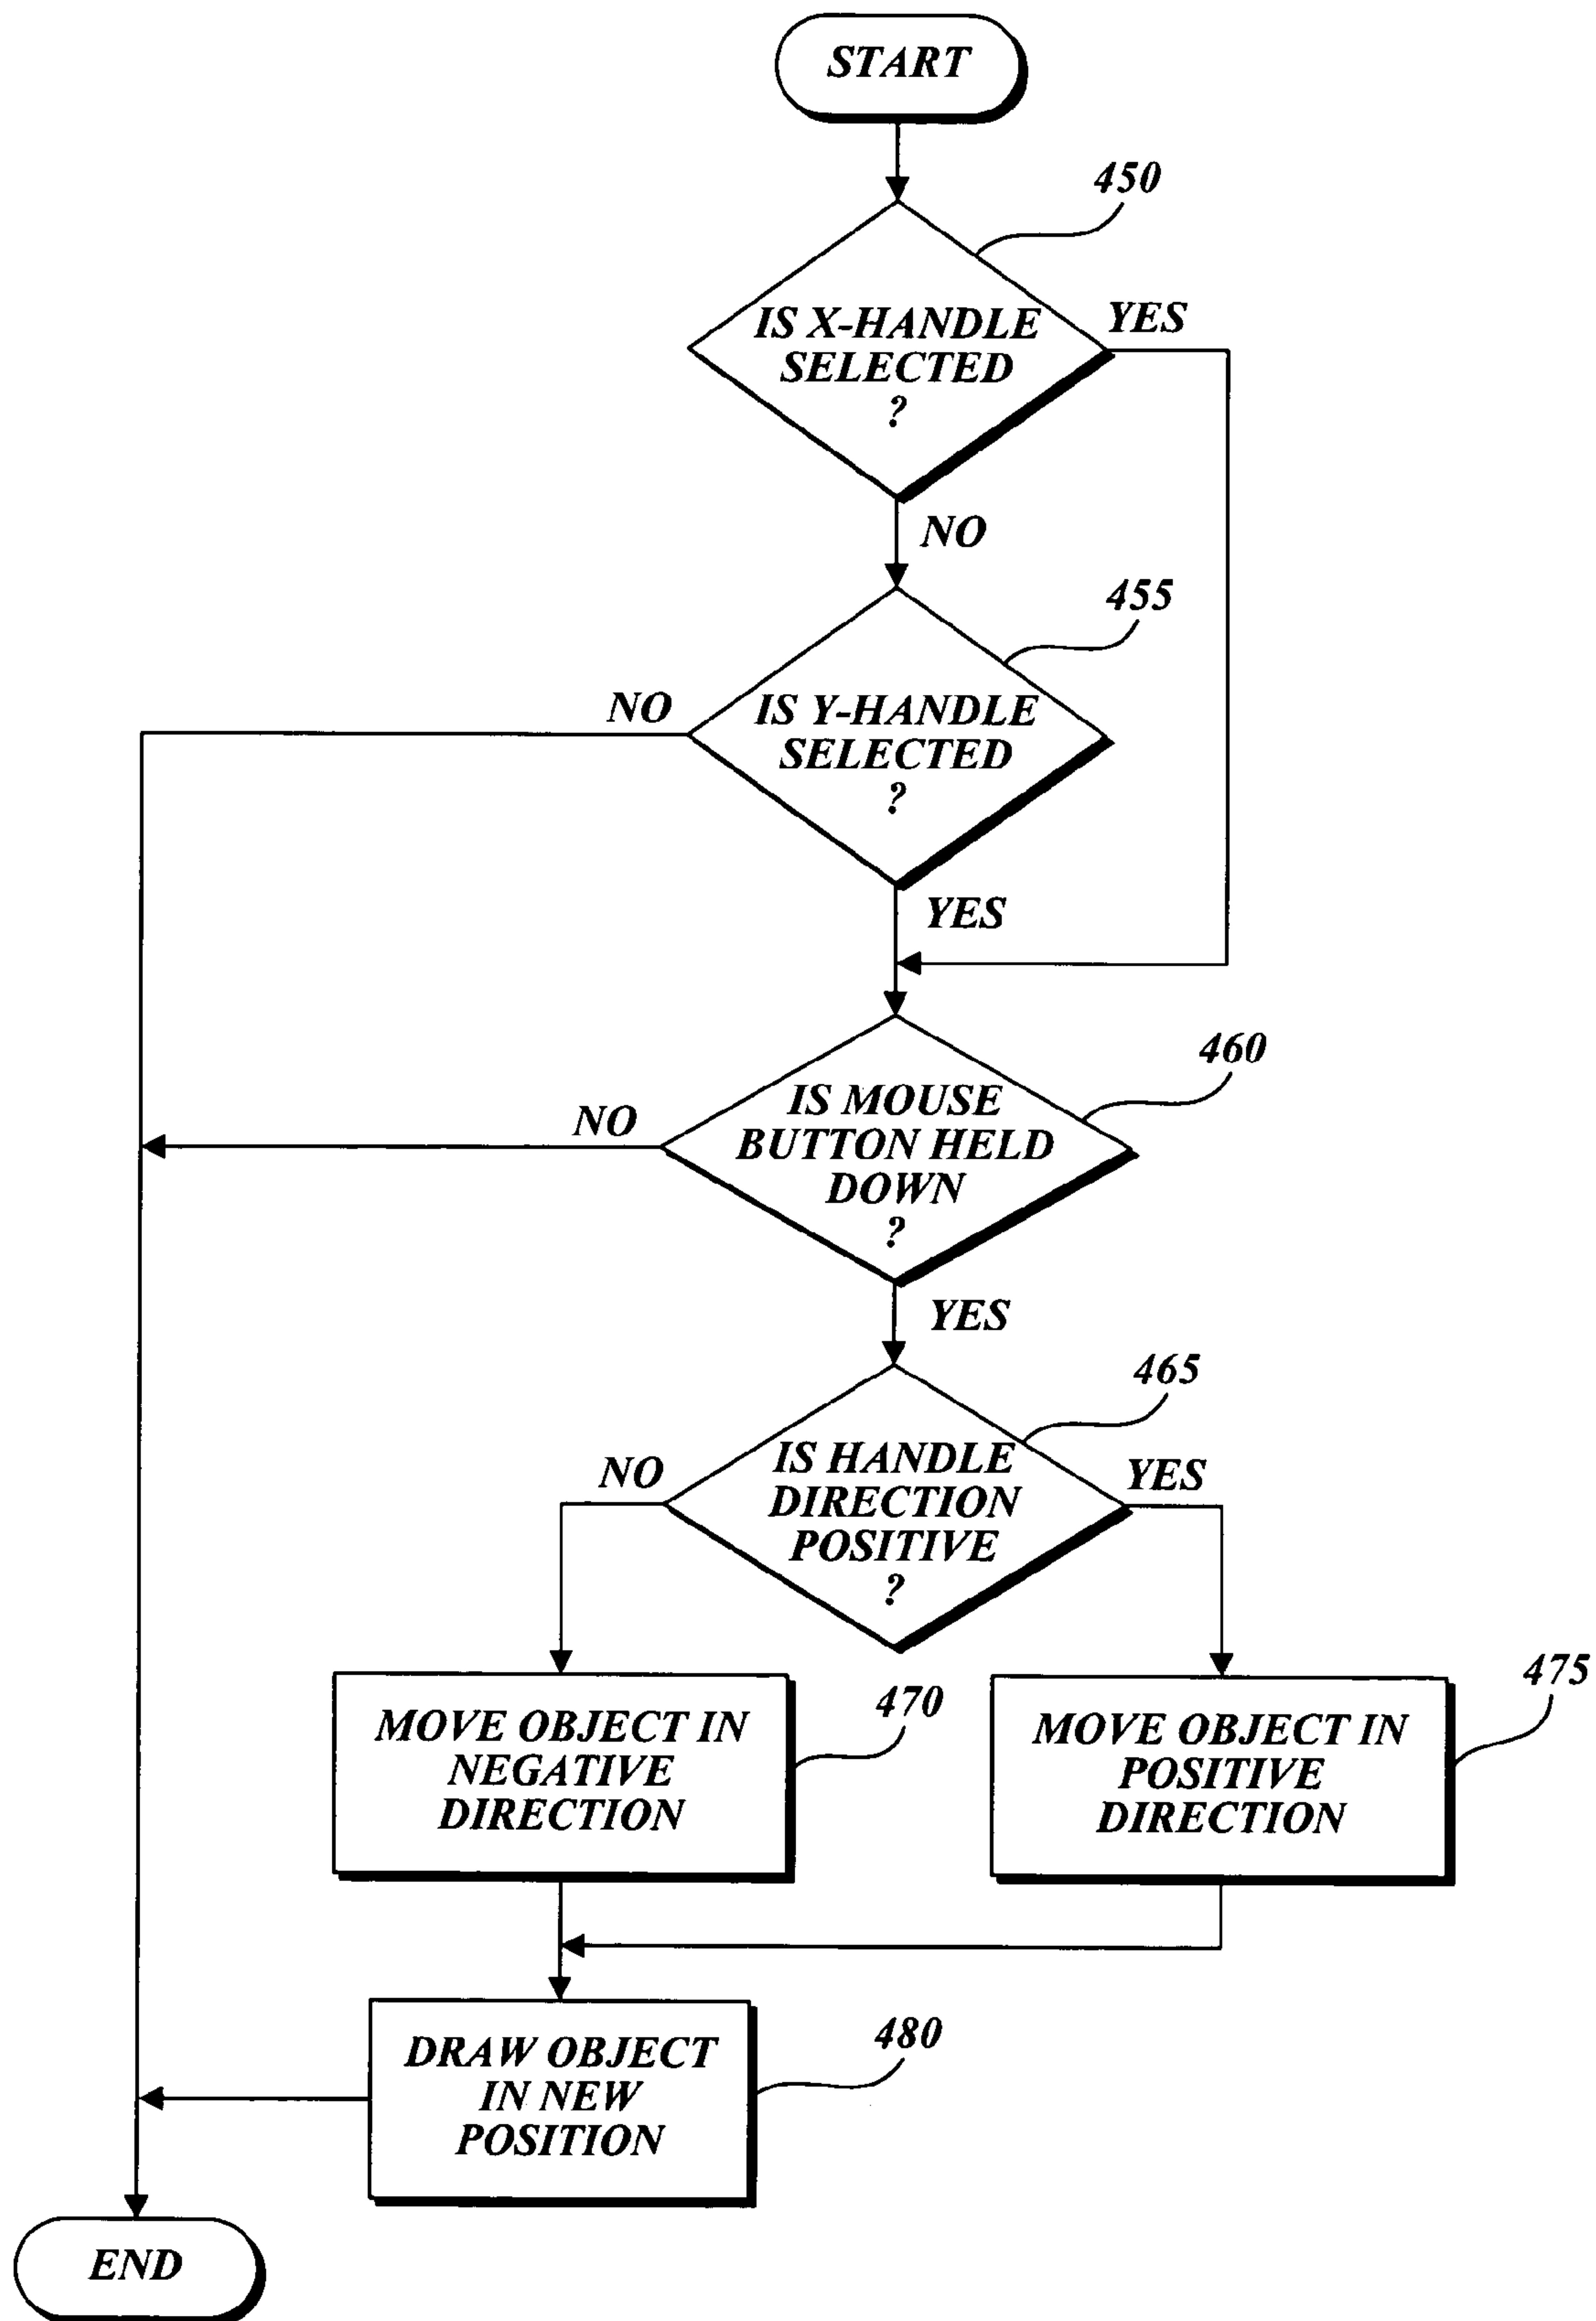 START
450
IS X-HANDLE
SELECTED
?
YES
NO
455
IS Y-HANDLE
SELECTED
?
NO
YES
460
IS MOUSE
BUTTON HELD
DOWN
?
NO
YES
465
IS HANDLE
DIRECTION
POSITIVE
?
NO
YES
470
MOVE OBJECT IN
NEGATIVE
DIRECTION
475
MOVE OBJECT IN
POSITIVE
DIRECTION
480
DRAW OBJECT
IN NEW
POSITION
END